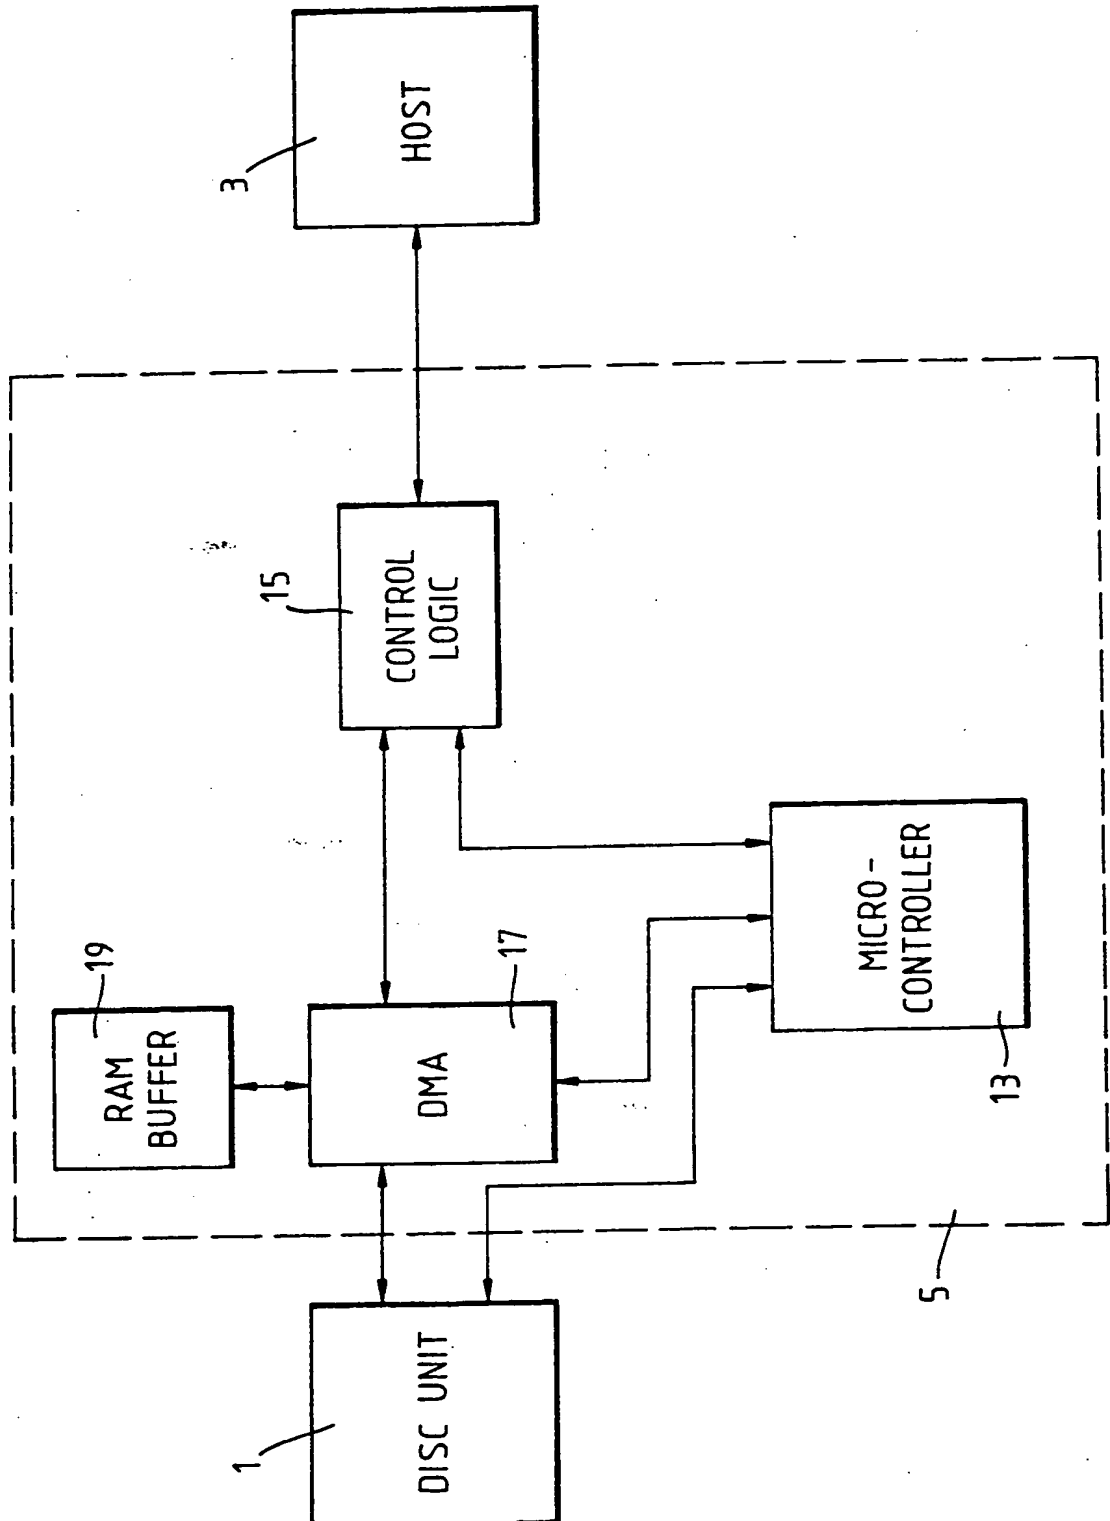 19
RAM
BUFFER
1
DISC UNIT
DMA
17
15
CONTROL
LOGIC
3
HOST
5
MICRO-
CONTROLLER
13